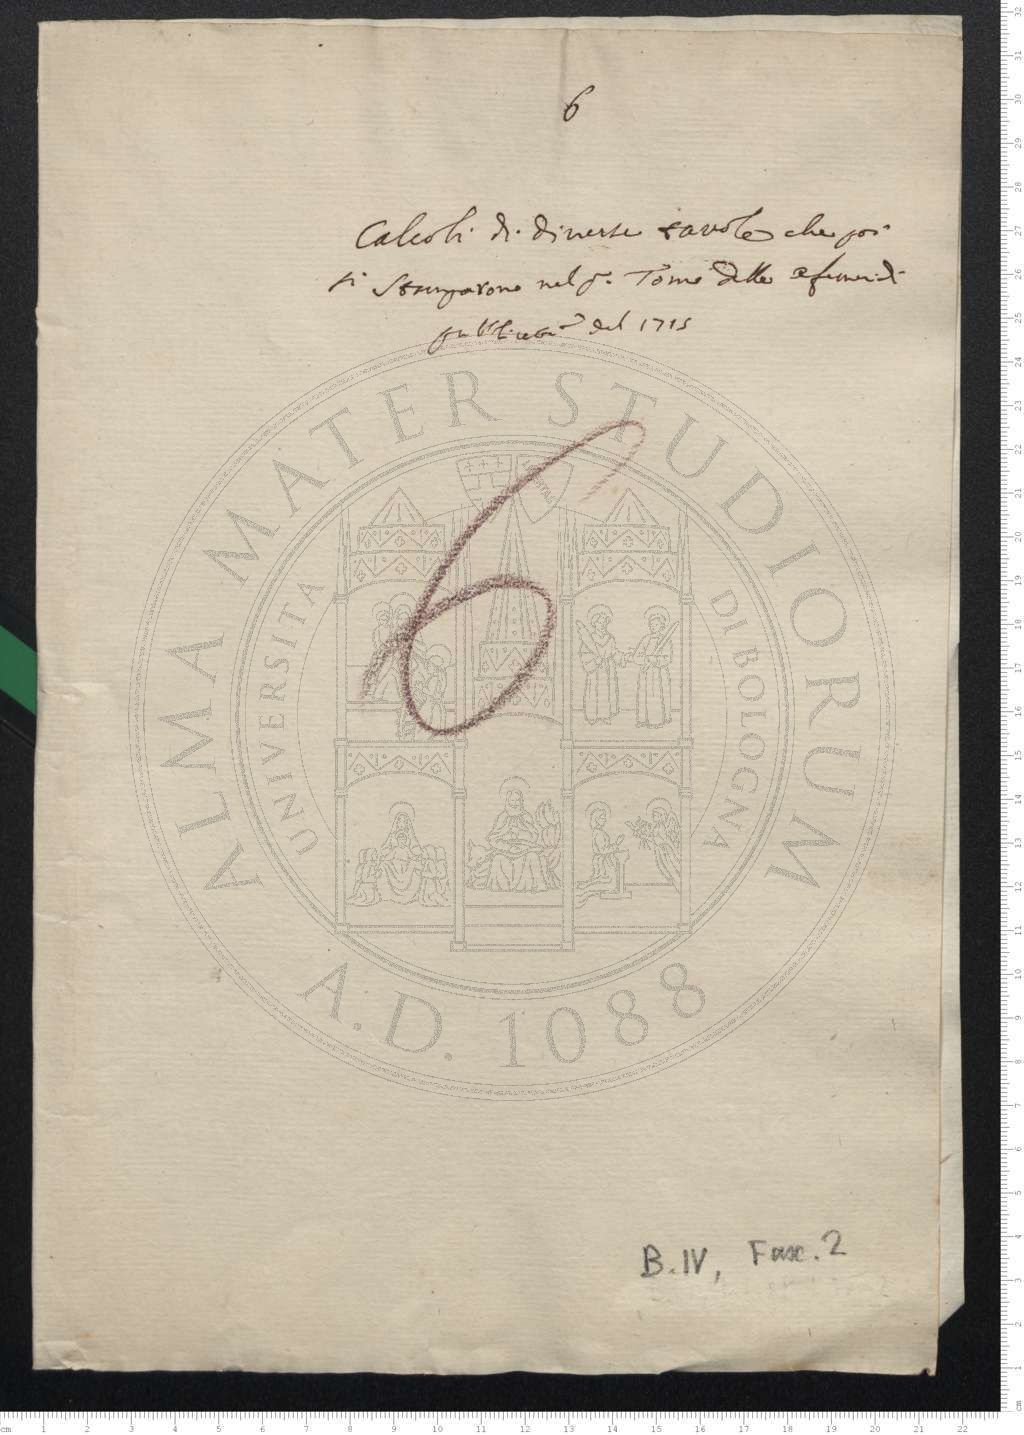 6
Calcoli di diverse tavole che poi
si stamparono nel p.º Tomo delle efemeridi
pubblicate del 1715
6
B.IV, Fasc. 2
ALMA MATER STUDIORUM
UNIVERSITA DI BOLOGNA
A.D. 1088